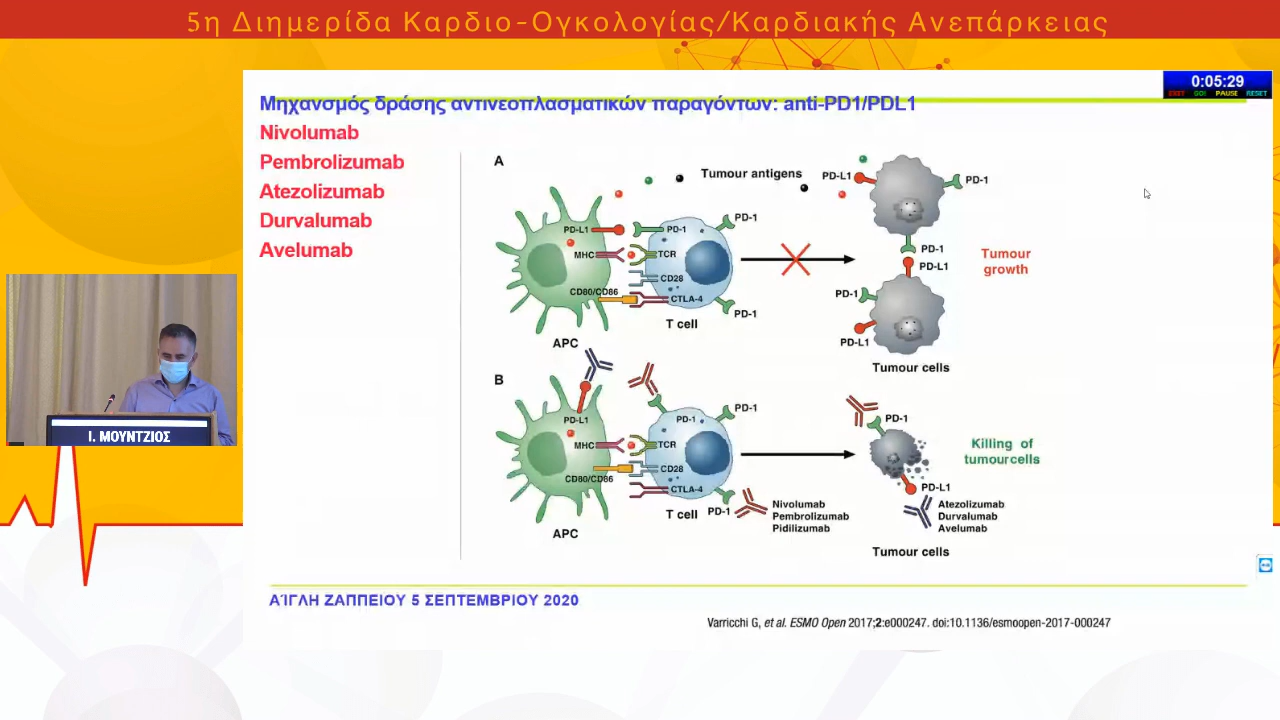 5η Διημερίδα Καρδιο-Ογκολογίας/Καρδιακής Ανεπάρκειας
0:05:29
EXIT GO! PAUSE RESET
Μηχανσμός δράσης αντινεοπλασματικών παραγόντων: anti-PD1/PDL1
Nivolumab
Pembrolizumab
Atezolizumab
Durvalumab
Avelumab
A
Tumour antigens
PD-L1
PD-1
PD-1
PD-L1
PD-1
MHC
TCR
CD28
CD80/CD86
CTLA-4
PD-1
T cell
APC
PD-1
PD-L1
PD-1
PD-L1
Tumour
growth
Tumour cells
B
PD-L1
PD-1
PD-1
MHC
TCR
CD28
CD80/CD86
CTLA-4
PD-1
T cell
APC
Nivolumab
Pembrolizumab
Pidilizumab
PD-1
PD-L1
Killing of
tumourcells
Atezolizumab
Durvalumab
Avelumab
Tumour cells
Ι. ΜΟΥΝΤΖΙΟΣ
ΑΊΓΛΗ ΖΑΠΠΕΙΟΥ 5 ΣΕΠΤΕΜΒΡΙΟΥ 2020
Varricchi G, et al. ESMO Open 2017;2:e000247. doi:10.1136/esmoopen-2017-000247